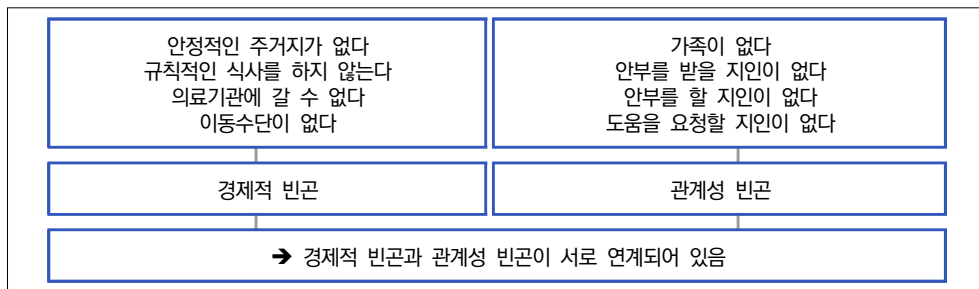 안정적인 주거지가 없다
규칙적인 식사를 하지 않는다
의료기관에 갈 수 없다
이동수단이 없다
가족이 없다
안부를 받을 지인이 없다
안부를 할 지인이 없다
도움을 요청할 지인이 없다
경제적 빈곤
관계성 빈곤
➔ 경제적 빈곤과 관계성 빈곤이 서로 연계되어 있음